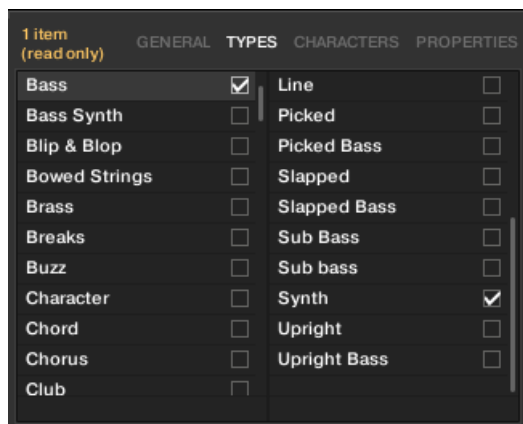 1 item
(read only)
GENERAL TYPES CHARACTERS PROPERTIES
Bass
Bass Synth
Blip & Blop
Bowed Strings
Brass
Breaks
Buzz
Character
Chord
Chorus
Club
Line
Picked
Picked Bass
Slapped
Slapped Bass
Sub Bass
Sub bass
Synth
Upright
Upright Bass